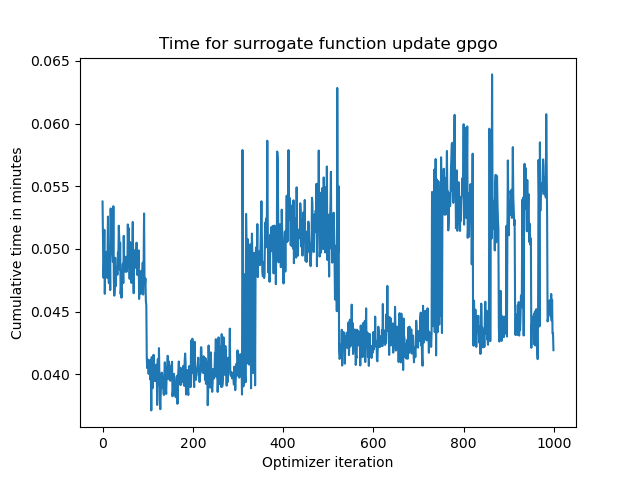 Time for surrogate function update gpgo
Cumulative time in minutes
0.065
0.060
0.055
0.050
0.045
0.040
0 200 400 600 800 1000
Optimizer iteration